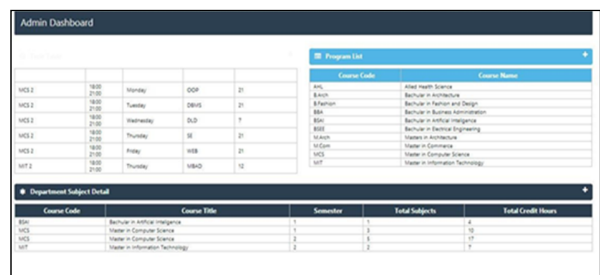 Admin Dashboard
MCS 2 18:00 21:00 Monday OOP 21
MCS 2 18:00 21:00 Tuesday DBMS 21
MCS 2 18:00 21:00 Wednesday DLD 7
MCS 2 18:00 21:00 Thursday SE 21
MCS 2 18:00 21:00 Friday WEB 21
MIT 2 18:00 21:00 Thursday MBAD 12
Program List +
Course Code Course Name
AHL Allied Health Science
B.Arch Bachular in Architecture
B.Fashion Bachular in Fashion and Design
BBA Bachular in Business Administration
BSAI Bachular in Artificial Inteligence
BSEE Bachular in Electrical Engineering
M.Arch Masters in Architecture
M.Com Master in Commerce
MCS Master in Computer Science
MIT Master in Information Technology
Department Subject Detail +
Course Code Course Title Semester Total Subjects Total Credit Hours
BSAI Bachular in Artificial Inteligence 1 1 4
MCS Master in Computer Science 1 3 10
MCS Master in Computer Science 2 5 17
MIT Master in Information Technology 2 2 7